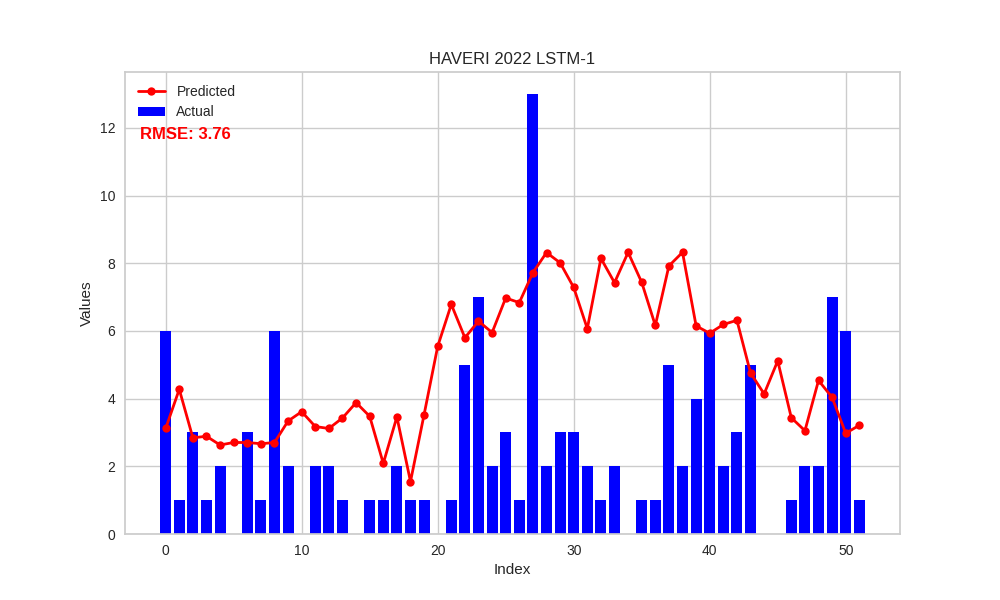 HAVERI 2022 LSTM-1
Predicted
Actual
RMSE: 3.76
12
10
8
6
4
2
0
Values
0 10 20 30 40 50
Index